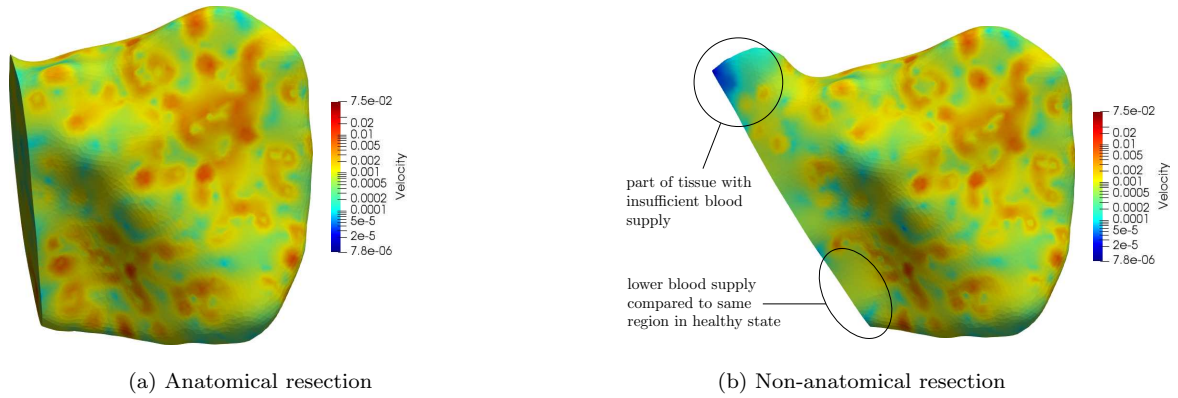 7.5e-02
0.02
0.01
0.005
0.002
0.001
0.0005
0.0002
0.0001
5e-5
2e-5
7.8e-06
Velocity
part of tissue with
insufficient blood
supply
lower blood supply
compared to same
region in healthy state
7.5e-02
0.02
0.01
0.005
0.002
0.001
0.0005
0.0002
0.0001
5e-5
2e-5
7.8e-06
Velocity
(a) Anatomical resection
(b) Non-anatomical resection